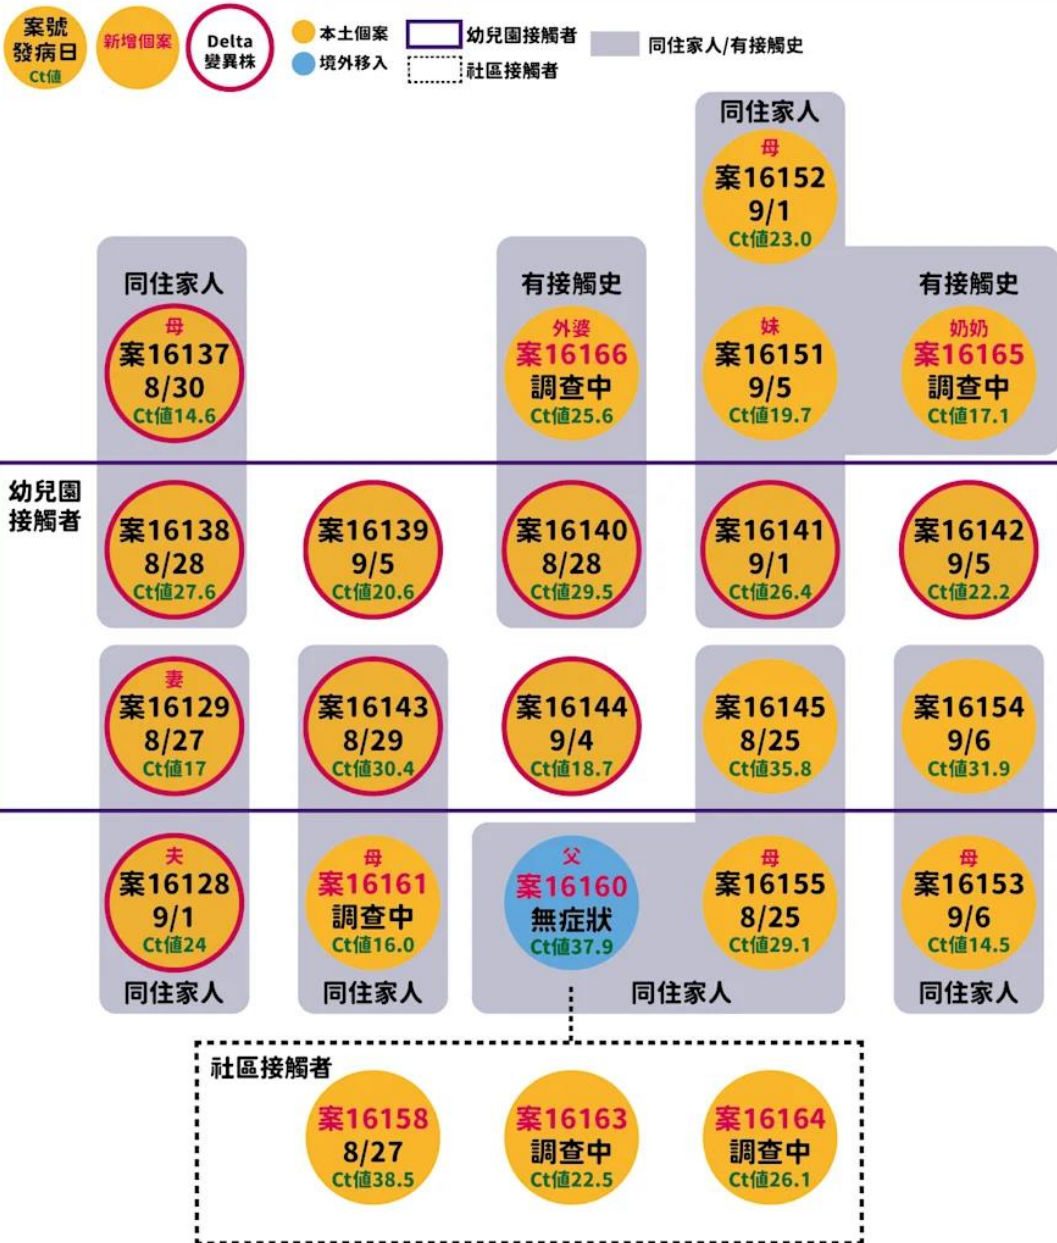 案號
發病日
Ct值
新增個案
Delta
變異株
本土個案
境外移入
幼兒園接觸者
社區接觸者
同住家人/有接觸史
同住家人
母
案16152
9/1
Ct值23.0
同住家人
母
案16137
8/30
Ct值14.6
有接觸史
外婆
案16166
調查中
Ct值25.6
妹
案16151
9/5
Ct值19.7
有接觸史
奶奶
案16165
調查中
Ct值17.1
幼兒園
接觸者
案16138
8/28
Ct值27.6
案16139
9/5
Ct值20.6
案16140
8/28
Ct值29.5
案16141
9/1
Ct值26.4
案16142
9/5
Ct值22.2
妻
案16129
8/27
Ct值17
案16143
8/29
Ct值30.4
案16144
9/4
Ct值18.7
案16145
8/25
Ct值35.8
案16154
9/6
Ct值31.9
夫
案16128
9/1
Ct值24
同住家人
母
案16161
調查中
Ct值16.0
同住家人
父
案16160
無症狀
Ct值37.9
母
案16155
8/25
Ct值29.1
同住家人
母
案16153
9/6
Ct值14.5
同住家人
社區接觸者
案16158
8/27
Ct值38.5
案16163
調查中
Ct值22.5
案16164
調查中
Ct值26.1